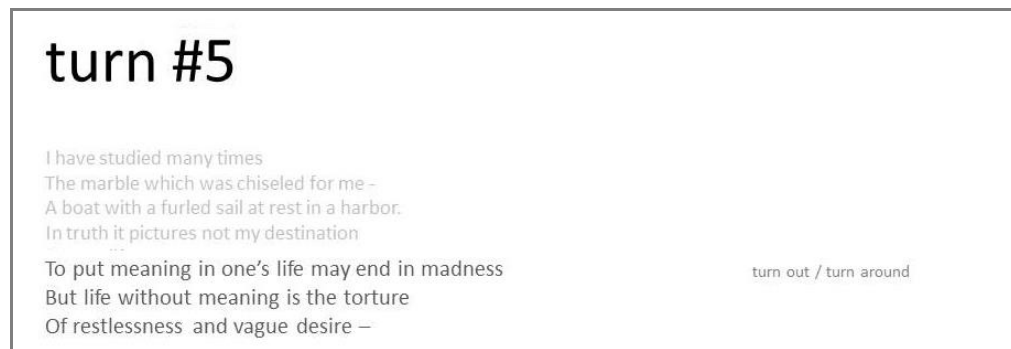 turn #5
I have studied many times
The marble which was chiseled for me -
A boat with a furled sail at rest in a harbor.
In truth it pictures not my destination
To put meaning in one’s life may end in madness
turn out / turn around
But life without meaning is the torture
Of restlessness and vague desire –